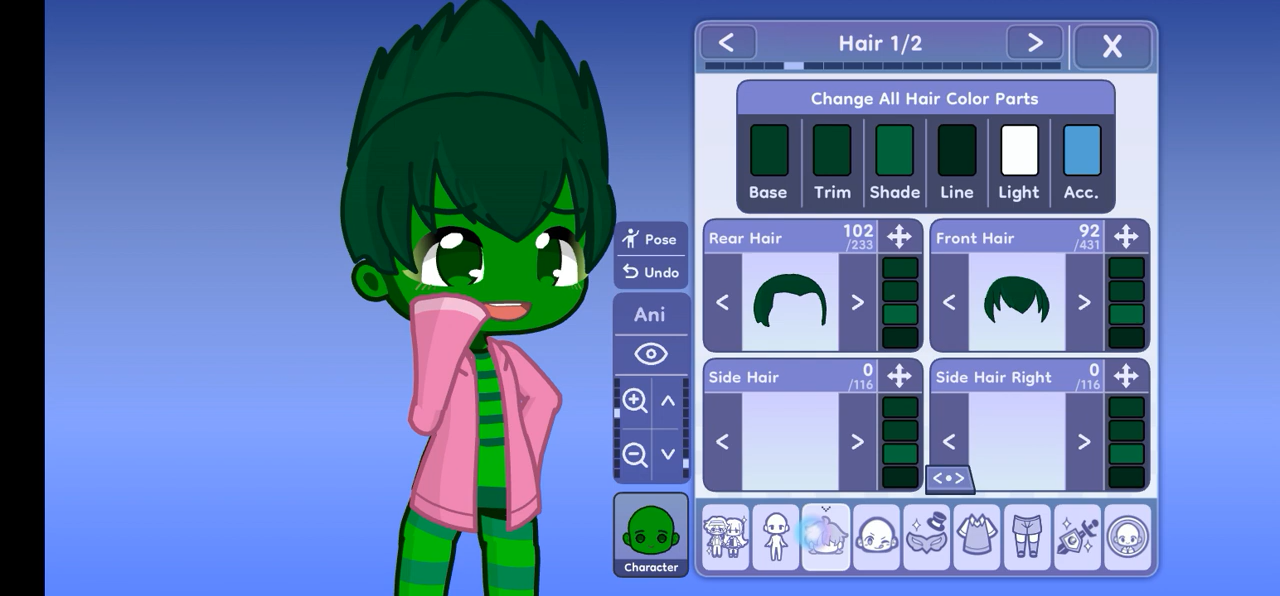 < Hair 1/2 > X
Change All Hair Color Parts
Base Trim Shade Line Light Acc.
Pose
Undo
Ani
Character
Rear Hair 102
/233
Front Hair 92
/431
< > < >
Side Hair 0
/116
Side Hair Right 0
/116
< > < >
<•>